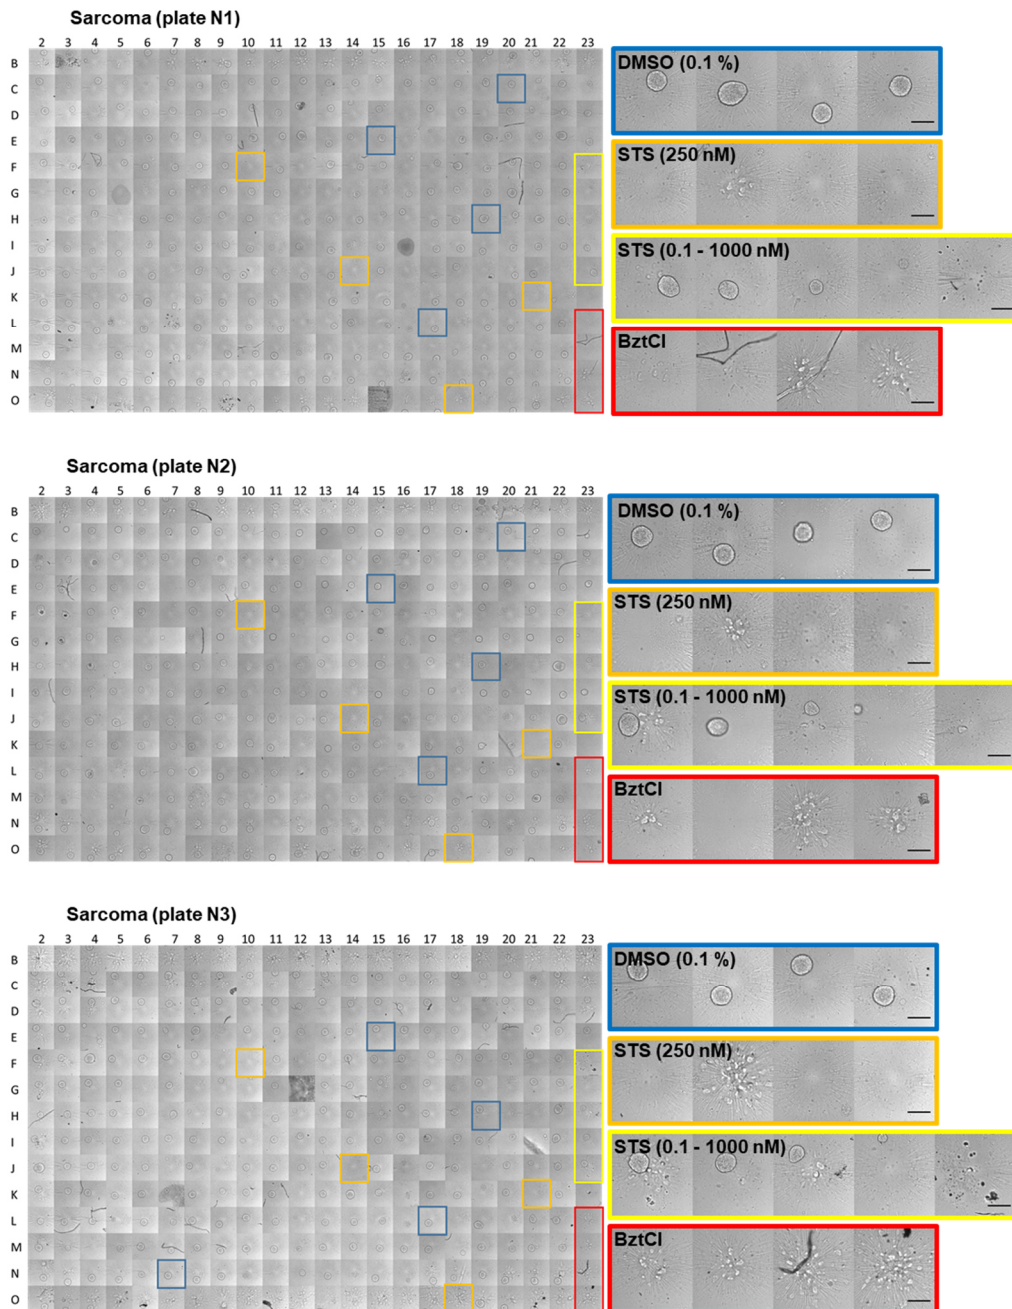 Sarcoma (plate N1)
2 3 4 5 6 7 8 9 10 11 12 13 14 15 16 17 18 19 20 21 22 23
B
C
D
E
F
G
H
I
J
K
L
M
N
O
DMSO (0.1 %)
STS (250 nM)
STS (0.1 - 1000 nM)
BztCl
Sarcoma (plate N2)
2 3 4 5 6 7 8 9 10 11 12 13 14 15 16 17 18 19 20 21 22 23
B
C
D
E
F
G
H
I
J
K
L
M
N
O
DMSO (0.1 %)
STS (250 nM)
STS (0.1 - 1000 nM)
BztCl
Sarcoma (plate N3)
2 3 4 5 6 7 8 9 10 11 12 13 14 15 16 17 18 19 20 21 22 23
B
C
D
E
F
G
H
I
J
K
L
M
N
O
DMSO (0.1 %)
STS (250 nM)
STS (0.1 - 1000 nM)
BztCl